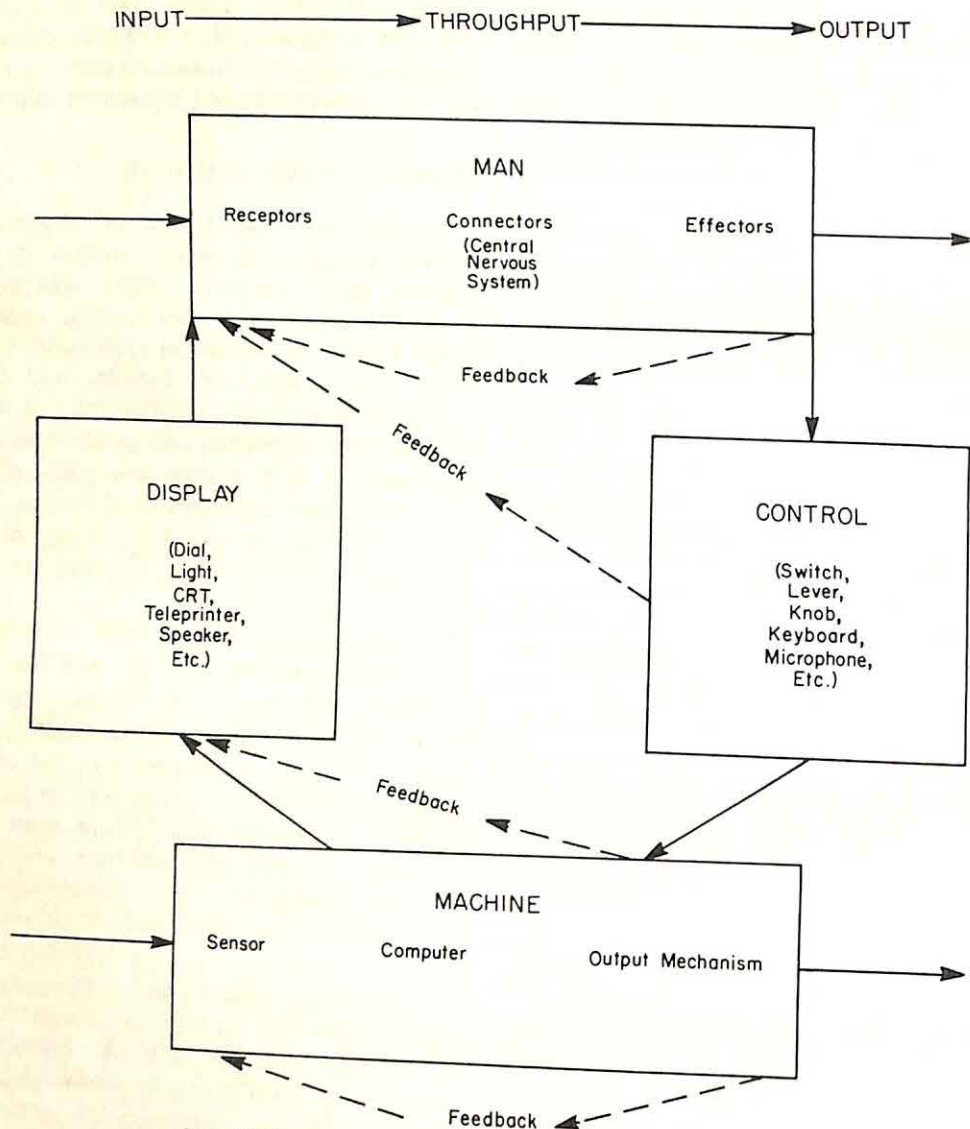 INPUT THROUGHPUT OUTPUT
MAN
Receptors Connectors Effectors
(Central
Nervous
System)
Feedback
Feedback
DISPLAY
(Dial,
Light,
CRT,
Teleprinter,
Speaker,
Etc.)
CONTROL
(Switch,
Lever,
Knob,
Keyboard,
Microphone,
Etc.)
Feedback
MACHINE
Sensor Computer Output Mechanism
Feedback